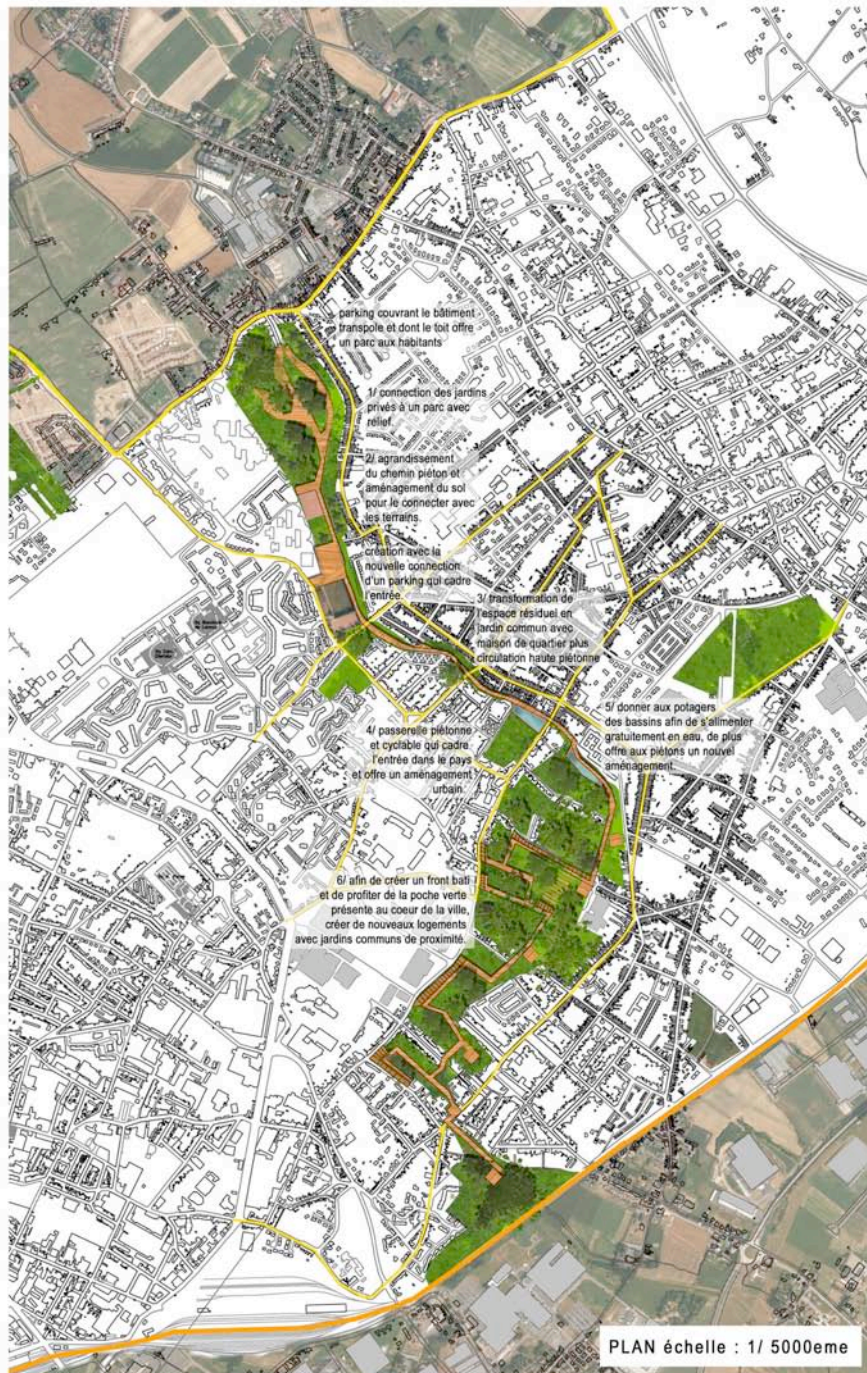 parking couvrant le bâtiment
transpole et dont le toit offre
un parc aux habitants
1/ connection des jardins
privés à un parc avec
relief.
2/ agrandissement
du chemin piéton et
aménagement du sol
pour le connecter avec
les terrains.
création avec la
nouvelle connection
d'un parking qui cadre
l'entrée.
3/ transformation de
l'espace résiduel en
jardin commun avec
maison de quartier plus
circulation haute piétonne
4/ passerelle piétonne
et cyclable qui cadre
l'entrée dans le pays
et offre un aménagement
urbain.
5/ donner aux potagers
des bassins afin de s'alimenter
gratuitement en eau, de plus
offre aux piétons un nouvel
aménagement.
6/ afin de créer un front bati
et de profiter de la poche verte
présente au coeur de la ville,
créer de nouveaux logements
avec jardins communs de proximité.
PLAN échelle : 1/ 5000eme